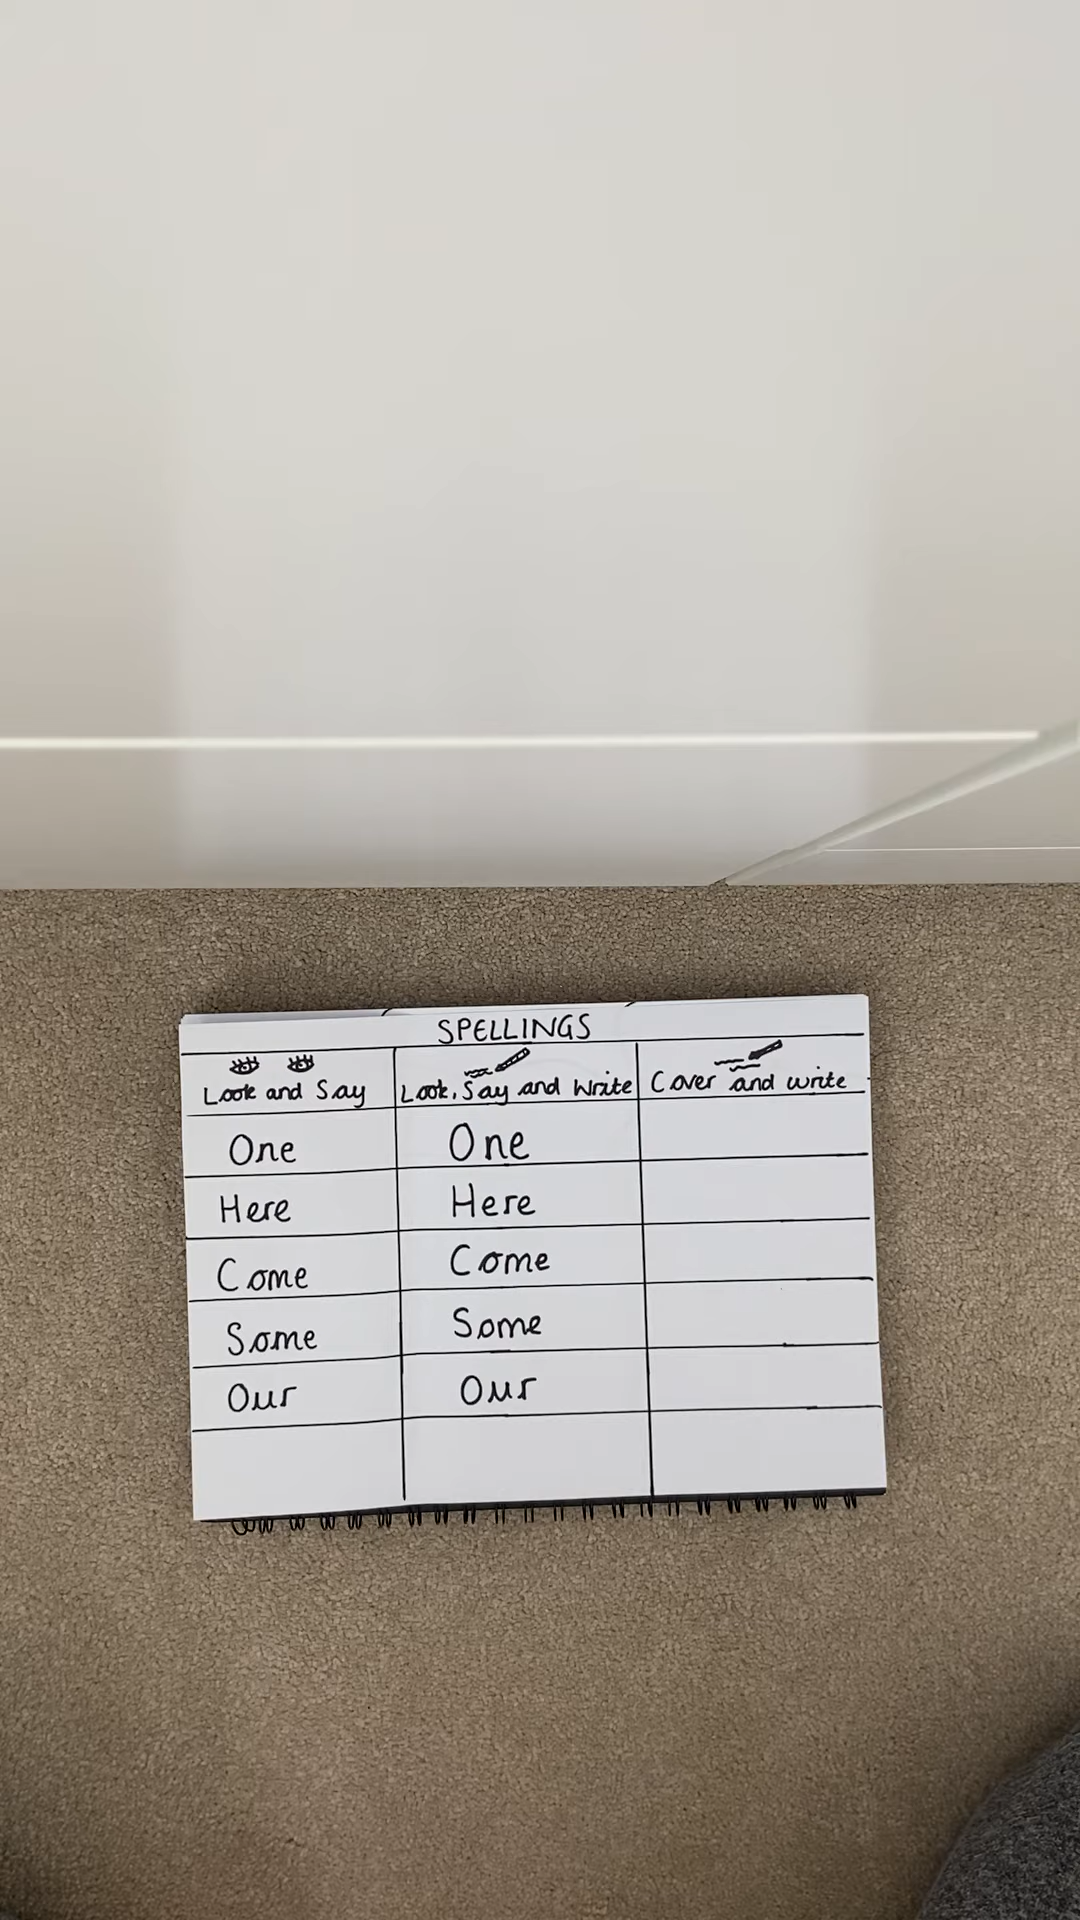 SPELLINGS
Look and Say Look, Say and Write Cover and write
One One
Here Here
Come Come
Some Some
Our Our